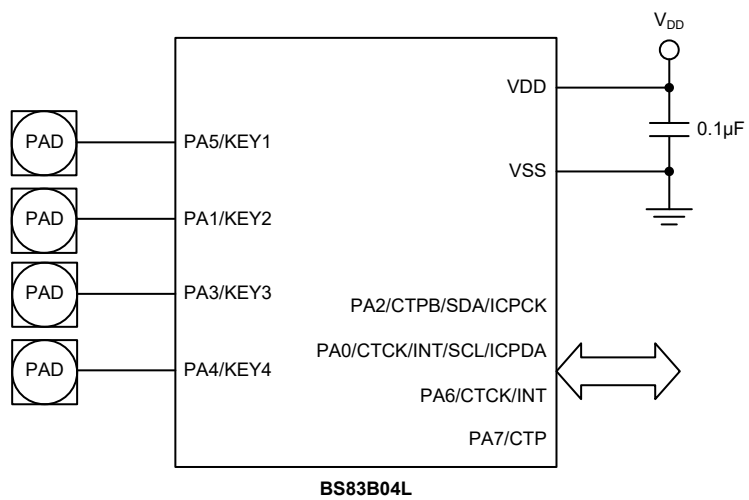 V_DD
VDD
0.1µF
PAD PA5/KEY1
VSS
PAD PA1/KEY2
PAD PA3/KEY3
PA2/CTPB/SDA/ICPCK
PA0/CTCK/INT/SCL/ICPDA
PAD PA4/KEY4
PA6/CTCK/INT
PA7/CTP
BS83B04L